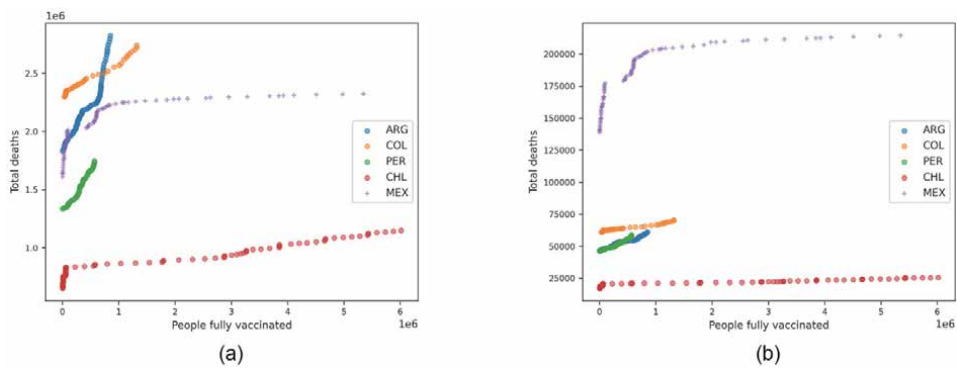 1e6
2.5
2.0
1.5
1.0
Total deaths
ARG
COL
PER
CHL
MEX
0 1 2 3 4 5 6
People fully vaccinated 1e6
(a)
200000
175000
150000
125000
100000
75000
50000
25000
Total deaths
ARG
COL
PER
CHL
MEX
0 1 2 3 4 5 6
People fully vaccinated 1e6
(b)